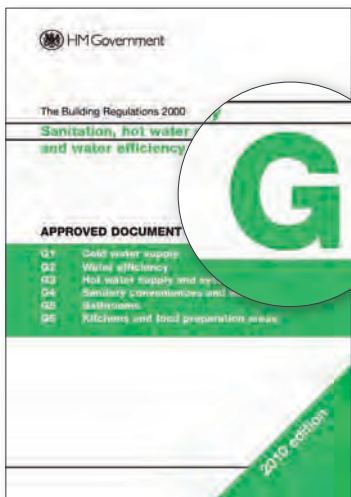 HM Government
The Building Regulations 2000
Sanitation, hot water y
and water efficiency
G
APPROVED DOCUMENT
G1 Cold water supply
G2 Water efficiency
G3 Hot water supply and sys
G4 Sanitary conveniences and
G5 Bathrooms
G6 Kitchens and food preparation areas
2010 edition